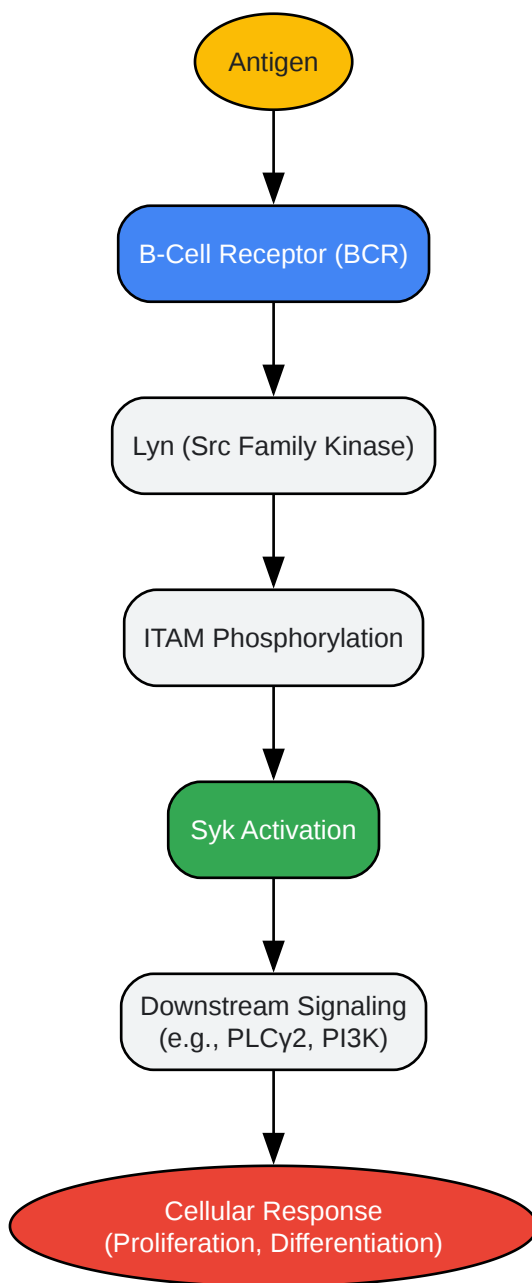 Antigen
B-Cell Receptor (BCR)
Lyn (Src Family Kinase)
ITAM Phosphorylation
Syk Activation
Downstream Signaling
(e.g., PLCγ2, PI3K)
Cellular Response
(Proliferation, Differentiation)